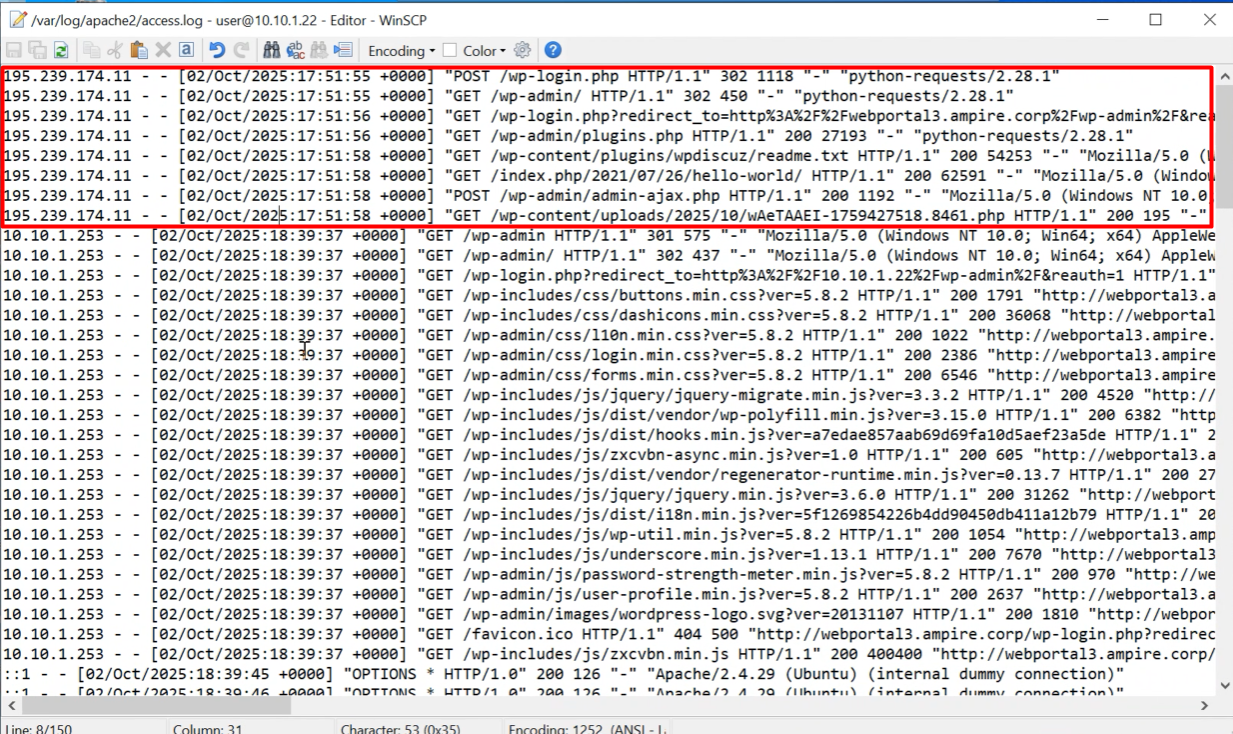 /var/log/apache2/access.log - user@10.10.1.22 - Editor - WinSCP
Encoding Color
195.239.174.11 - - [02/Oct/2025:17:51:55 +0000] "POST /wp-login.php HTTP/1.1" 302 1118 "-" "python-requests/2.28.1"
195.239.174.11 - - [02/Oct/2025:17:51:55 +0000] "GET /wp-admin/ HTTP/1.1" 302 450 "-" "python-requests/2.28.1"
195.239.174.11 - - [02/Oct/2025:17:51:56 +0000] "GET /wp-login.php?redirect_to=http%3A%2F%2Fwebportal3.ampire.corp%2Fwp-admin%2F&rea
195.239.174.11 - - [02/Oct/2025:17:51:56 +0000] "GET /wp-admin/plugins.php HTTP/1.1" 200 27193 "-" "python-requests/2.28.1"
195.239.174.11 - - [02/Oct/2025:17:51:58 +0000] "GET /wp-content/plugins/wpdiscuz/readme.txt HTTP/1.1" 200 54253 "-" "Mozilla/5.0 (W
195.239.174.11 - - [02/Oct/2025:17:51:58 +0000] "GET /index.php/2021/07/26/hello-world/ HTTP/1.1" 200 62591 "-" "Mozilla/5.0 (Windo
195.239.174.11 - - [02/Oct/2025:17:51:58 +0000] "POST /wp-admin/admin-ajax.php HTTP/1.1" 200 1192 "-" "Mozilla/5.0 (Windows NT 10.0
195.239.174.11 - - [02/Oct/2025:17:51:58 +0000] "GET /wp-content/uploads/2025/10/wAeTAAEI-1759427518.8461.php HTTP/1.1" 200 195 "-"
10.10.1.253 - - [02/Oct/2025:18:39:37 +0000] "GET /wp-admin HTTP/1.1" 301 575 "-" "Mozilla/5.0 (Windows NT 10.0; Win64; x64) AppleWe
10.10.1.253 - - [02/Oct/2025:18:39:37 +0000] "GET /wp-admin/ HTTP/1.1" 302 437 "-" "Mozilla/5.0 (Windows NT 10.0; Win64; x64) AppleW
10.10.1.253 - - [02/Oct/2025:18:39:37 +0000] "GET /wp-login.php?redirect_to=http%3A%2F%2F10.10.1.22%2Fwp-admin%2F&reauth=1 HTTP/1.1"
10.10.1.253 - - [02/Oct/2025:18:39:37 +0000] "GET /wp-includes/css/buttons.min.css?ver=5.8.2 HTTP/1.1" 200 1791 "http://webportal3.a
10.10.1.253 - - [02/Oct/2025:18:39:37 +0000] "GET /wp-includes/css/dashicons.min.css?ver=5.8.2 HTTP/1.1" 200 36068 "http://webportal
10.10.1.253 - - [02/Oct/2025:18:39:37 +0000] "GET /wp-admin/css/l10n.min.css?ver=5.8.2 HTTP/1.1" 200 1022 "http://webportal3.ampire.
10.10.1.253 - - [02/Oct/2025:18:39:37 +0000] "GET /wp-admin/css/login.min.css?ver=5.8.2 HTTP/1.1" 200 2386 "http://webportal3.ampire
10.10.1.253 - - [02/Oct/2025:18:39:37 +0000] "GET /wp-admin/css/forms.min.css?ver=5.8.2 HTTP/1.1" 200 6546 "http://webportal3.ampire
10.10.1.253 - - [02/Oct/2025:18:39:37 +0000] "GET /wp-includes/js/jquery/jquery-migrate.min.js?ver=3.3.2 HTTP/1.1" 200 4520 "http://
10.10.1.253 - - [02/Oct/2025:18:39:37 +0000] "GET /wp-includes/js/dist/vendor/wp-polyfill.min.js?ver=3.15.0 HTTP/1.1" 200 6382 "http
10.10.1.253 - - [02/Oct/2025:18:39:37 +0000] "GET /wp-includes/js/dist/hooks.min.js?ver=a7edae857aab69d69fa10d5aef23a5de HTTP/1.1" 2
10.10.1.253 - - [02/Oct/2025:18:39:37 +0000] "GET /wp-includes/js/zxcvbn-async.min.js?ver=1.0 HTTP/1.1" 200 605 "http://webportal3.a
10.10.1.253 - - [02/Oct/2025:18:39:37 +0000] "GET /wp-includes/js/dist/vendor/regenerator-runtime.min.js?ver=0.13.7 HTTP/1.1" 200 27
10.10.1.253 - - [02/Oct/2025:18:39:37 +0000] "GET /wp-includes/js/jquery/jquery.min.js?ver=3.6.0 HTTP/1.1" 200 31262 "http://webport
10.10.1.253 - - [02/Oct/2025:18:39:37 +0000] "GET /wp-includes/js/dist/i18n.min.js?ver=5f1269854226b4dd90450db411a12b79 HTTP/1.1" 20
10.10.1.253 - - [02/Oct/2025:18:39:37 +0000] "GET /wp-includes/js/wp-util.min.js?ver=5.8.2 HTTP/1.1" 200 1054 "http://webportal3.amp
10.10.1.253 - - [02/Oct/2025:18:39:37 +0000] "GET /wp-includes/js/underscore.min.js?ver=1.13.1 HTTP/1.1" 200 7670 "http://webportal3
10.10.1.253 - - [02/Oct/2025:18:39:37 +0000] "GET /wp-admin/js/password-strength-meter.min.js?ver=5.8.2 HTTP/1.1" 200 970 "http://we
10.10.1.253 - - [02/Oct/2025:18:39:37 +0000] "GET /wp-admin/js/user-profile.min.js?ver=5.8.2 HTTP/1.1" 200 2637 "http://webportal3.a
10.10.1.253 - - [02/Oct/2025:18:39:37 +0000] "GET /wp-admin/images/wordpress-logo.svg?ver=20131107 HTTP/1.1" 200 1810 "http://webpor
10.10.1.253 - - [02/Oct/2025:18:39:37 +0000] "GET /favicon.ico HTTP/1.1" 404 500 "http://webportal3.ampire.corp/wp-login.php?redirec
10.10.1.253 - - [02/Oct/2025:18:39:37 +0000] "GET /wp-includes/js/zxcvbn.min.js HTTP/1.1" 200 400400 "http://webportal3.ampire.corp/
::1 - - [02/Oct/2025:18:39:45 +0000] "OPTIONS * HTTP/1.0" 200 126 "-" "Apache/2.4.29 (Ubuntu) (internal dummy connection)"
::1 - - [02/Oct/2025:18:39:46 +0000] "OPTIONS * HTTP/1.0" 200 126 "-" "Apache/2.4.29 (Ubuntu) (internal dummy connection)"
Line: 8/150 Column: 31 Character: 53 (0x35) Encoding: 1252 (ANSI - L